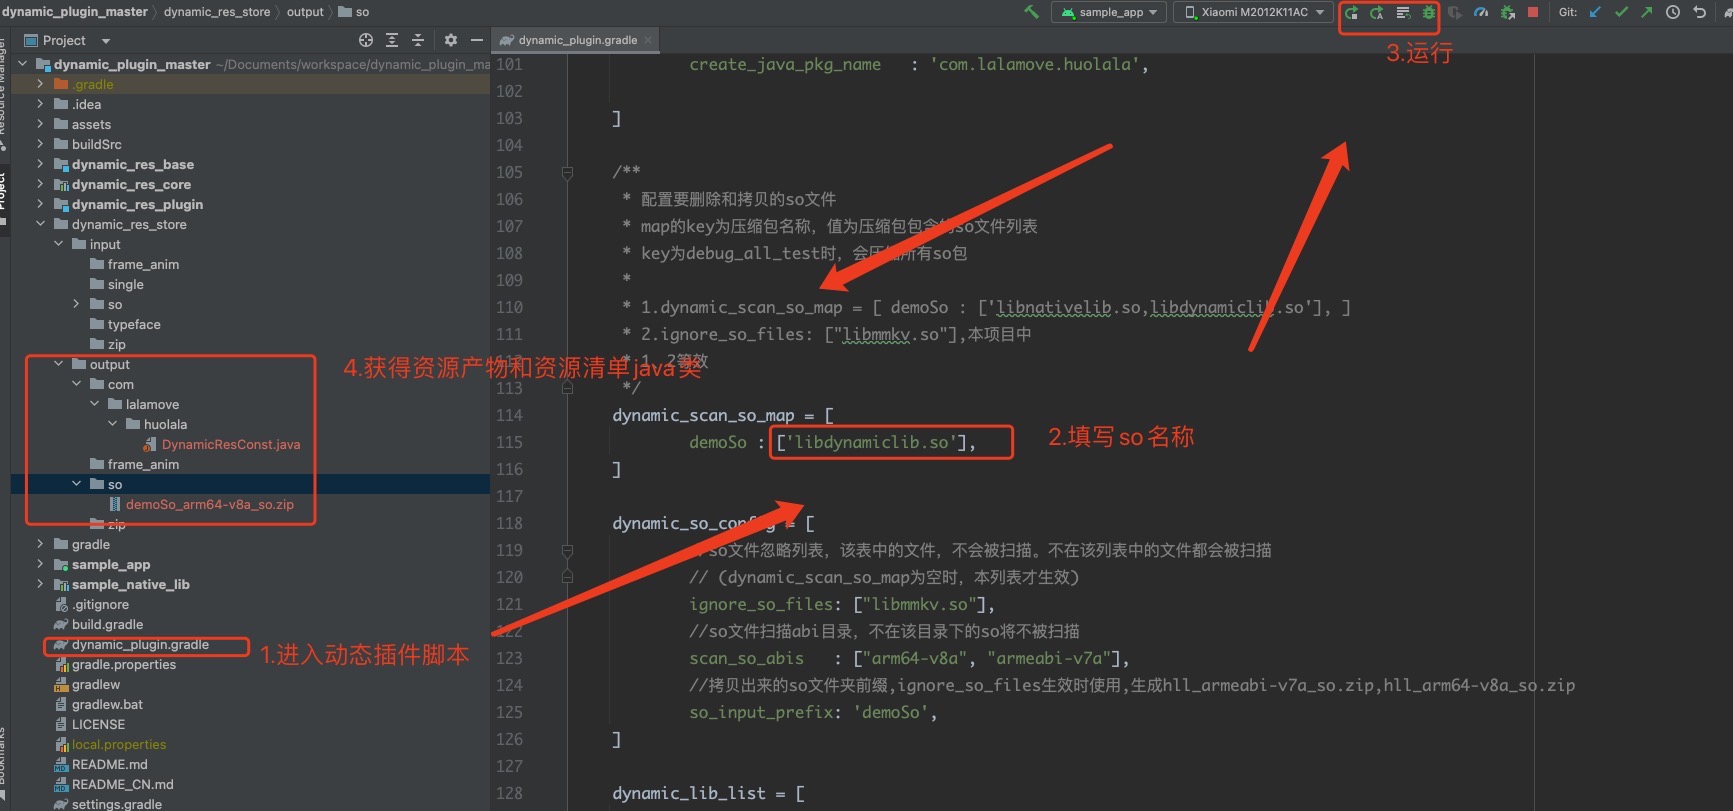 dynamic_plugin_master
dynamic_res_store
output
so
sample_app
Xiaomi M2012K11AC
Git:
3.运行
Project
dynamic_plugin.gradle
Project
dynamic_plugin_master ~/Documents/workspace/dynamic_plugin_ma
.gradle
.idea
assets
buildSrc
dynamic_res_base
dynamic_res_core
dynamic_res_plugin
dynamic_res_store
input
frame_anim
single
so
typeface
zip
output
com
lalamove
huolala
DynamicResConst.java
frame_anim
so
demoSo_arm64-v8a_so.zip
zip
gradle
sample_app
sample_native_lib
.gitignore
build.gradle
dynamic_plugin.gradle
gradle.properties
gradlew
gradlew.bat
LICENSE
local.properties
README.md
README_CN.md
settings.gradle
4.获得资源产物和资源清单java类
1.进入动态插件脚本
101 create_java_pkg_name : 'com.lalamove.huolala',
102
103 ]
104
105 /**
106 * 配置要删除和拷贝的so文件
107 * map的key为压缩包名称, 值为压缩包包含的so文件列表
108 * key为debug_all_test时, 会压缩所有so包
109 *
110 * 1.dynamic_scan_so_map = [ demoSo : ['libnativelib.so,libdynamiclib.so'], ]
111 * 2.ignore_so_files: ["libmmkv.so"],本项目中
* 1、2等效
113 */
114 dynamic_scan_so_map = [
115 demoSo : ['libdynamiclib.so'],
2.填写so名称
116 ]
117
118 dynamic_so_config = [
119 so文件忽略列表, 该表中的文件, 不会被扫描。不在该列表中的文件都会被扫描
120 // (dynamic_scan_so_map为空时, 本列表才生效)
121 ignore_so_files: ["libmmkv.so"],
122 //so文件扫描abi目录, 不在该目录下的so将不被扫描
123 scan_so_abis : ["arm64-v8a", "armeabi-v7a"],
124 //拷贝出来的so文件夹前缀,ignore_so_files生效时使用,生成hll_armeabi-v7a_so.zip,hll_arm64-v8a_so.zip
125 so_input_prefix: 'demoSo',
126 ]
127
128 dynamic_lib_list = [